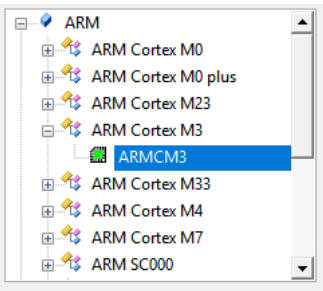 ARM
ARM Cortex M0
ARM Cortex M0 plus
ARM Cortex M23
ARM Cortex M3
ARMCM3
ARM Cortex M33
ARM Cortex M4
ARM Cortex M7
ARM SC000